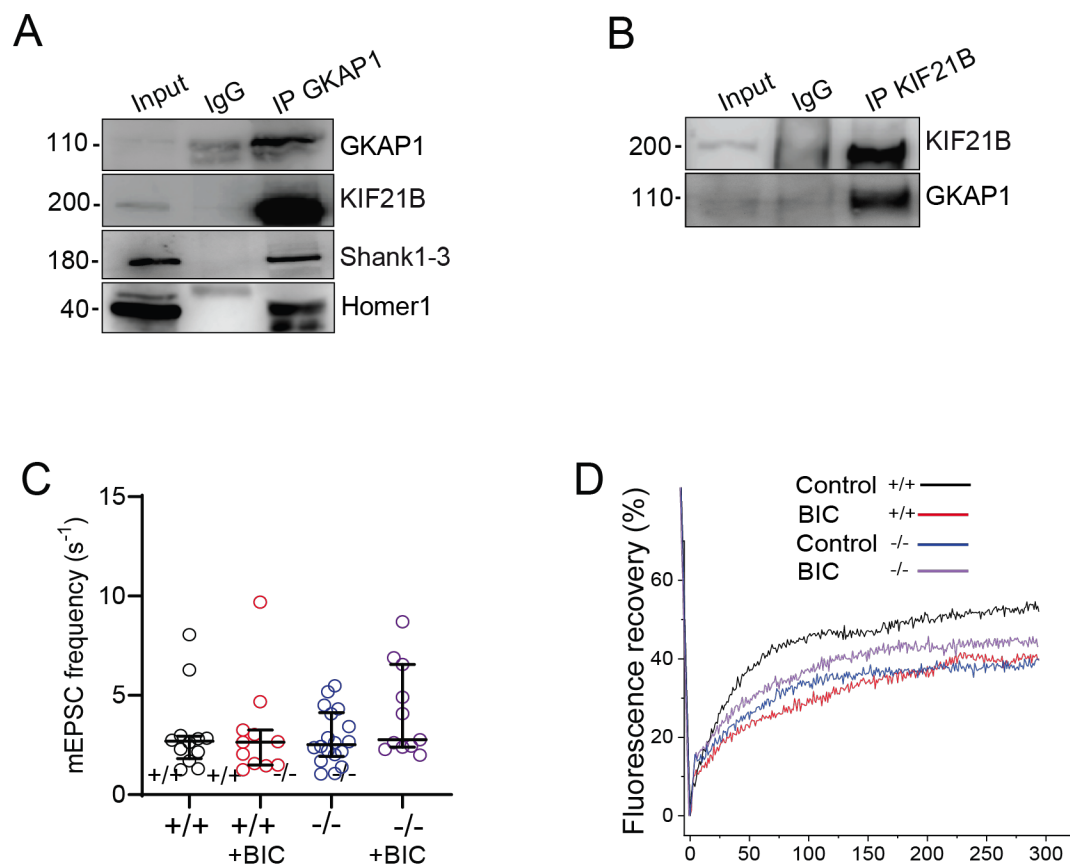 A
Input IgG IP GKAP1
110 - GKAP1
200 - KIF21B
180- Shank1-3
40- Homer1
B
Input IgG IP KIF21B
200 - KIF21B
110- GKAP1
C
mEPSC frequency (s⁻¹)
15
10
5
0
+/+ +/+ -/- -/-
+/+ +/+ -/- -/-
+BIC +BIC
D
Control +/+
BIC +/+
Control -/-
BIC -/-
Fluorescence recovery (%)
60
40
20
0
0 50 100 150 200 250 300